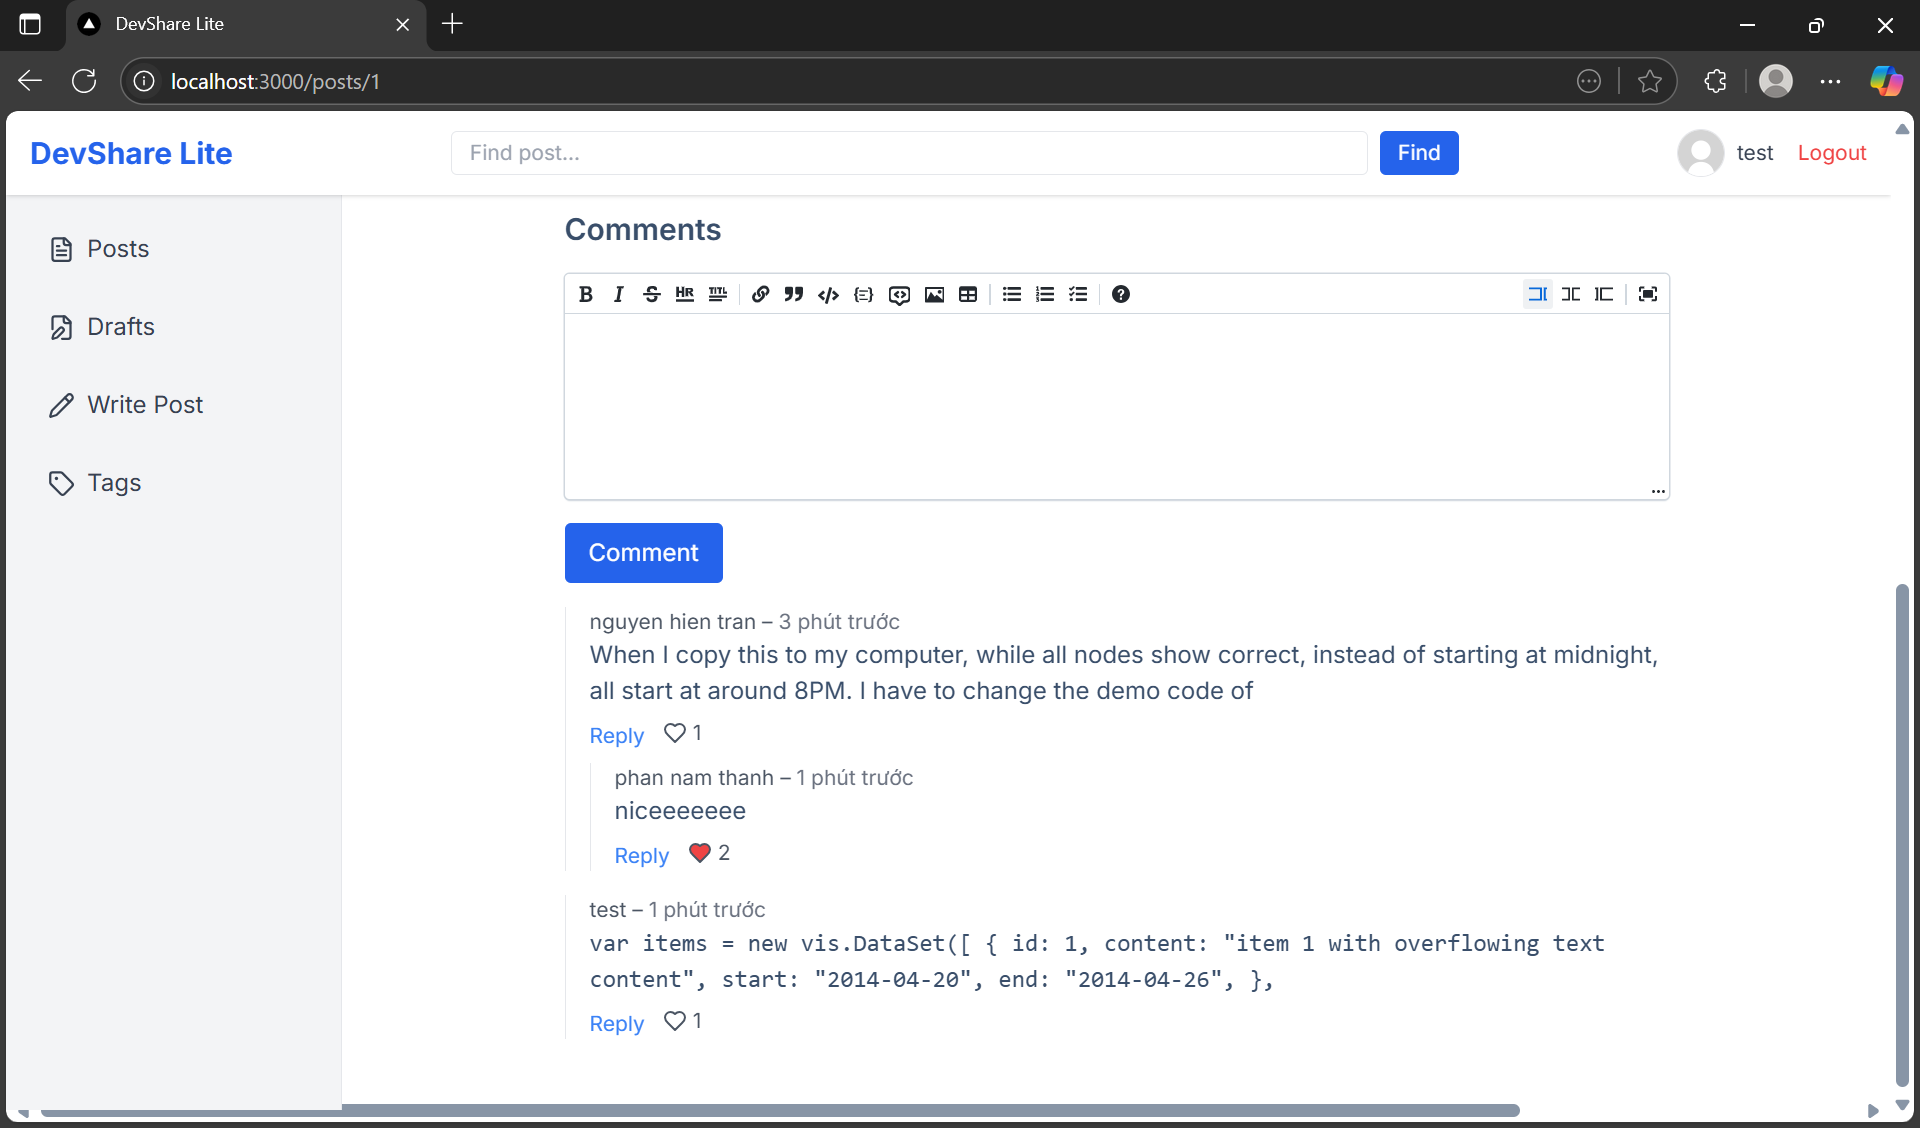 DevShare Lite
localhost:3000/posts/1
DevShare Lite
Find post...
Find
test
Logout
Posts
Drafts
Write Post
Tags
Comments
B I S HR TITL
Comment
nguyen hien tran – 3 phút trước
When I copy this to my computer, while all nodes show correct, instead of starting at midnight,
all start at around 8PM. I have to change the demo code of
Reply 1
phan nam thanh – 1 phút trước
niceeeeeee
Reply 2
test – 1 phút trước
var items = new vis.DataSet([ { id: 1, content: "item 1 with overflowing text
content", start: "2014-04-20", end: "2014-04-26", },
Reply 1